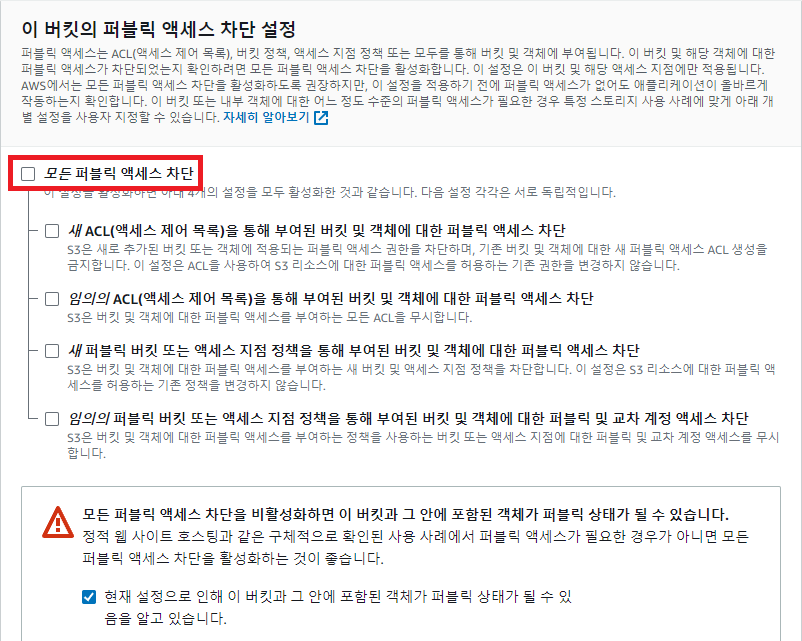 이 버킷의 퍼블릭 액세스 차단 설정
퍼블릭 액세스는 ACL(액세스 제어 목록), 버킷 정책, 액세스 지점 정책 또는 모두를 통해 버킷 및 객체에 부여됩니다. 이 버킷 및 해당 객체에 대한
퍼블릭 액세스가 차단되었는지 확인하려면 모든 퍼블릭 액세스 차단을 활성화합니다. 이 설정은 이 버킷 및 해당 액세스 지점에만 적용됩니다.
AWS에서는 모든 퍼블릭 액세스 차단을 활성화하도록 권장하지만, 이 설정을 적용하기 전에 퍼블릭 액세스가 없어도 애플리케이션이 올바르게
작동하는지 확인합니다. 이 버킷 또는 내부 객체에 대한 어느 정도 수준의 퍼블릭 액세스가 필요한 경우 특정 스토리지 사용 사례에 맞게 아래 개
별 설정을 사용자 지정할 수 있습니다. 자세히 알아보기
모든 퍼블릭 액세스 차단
이 설정을 활성화하면 아래 4개의 설정을 모두 활성화한 것과 같습니다. 다음 설정 각각은 서로 독립적입니다.
새 ACL(액세스 제어 목록)을 통해 부여된 버킷 및 객체에 대한 퍼블릭 액세스 차단
S3은 새로 추가된 버킷 또는 객체에 적용되는 퍼블릭 액세스 권한을 차단하며, 기존 버킷 및 객체에 대한 새 퍼블릭 액세스 ACL 생성을
금지합니다. 이 설정은 ACL을 사용하여 S3 리소스에 대한 퍼블릭 액세스를 허용하는 기존 권한을 변경하지 않습니다.
임의의 ACL(액세스 제어 목록)을 통해 부여된 버킷 및 객체에 대한 퍼블릭 액세스 차단
S3은 버킷 및 객체에 대한 퍼블릭 액세스를 부여하는 모든 ACL을 무시합니다.
새 퍼블릭 버킷 또는 액세스 지점 정책을 통해 부여된 버킷 및 객체에 대한 퍼블릭 액세스 차단
S3은 버킷 및 객체에 대한 퍼블릭 액세스를 부여하는 새 버킷 및 액세스 지점 정책을 차단합니다. 이 설정은 S3 리소스에 대한 퍼블릭 액
세스를 허용하는 기존 정책을 변경하지 않습니다.
임의의 퍼블릭 버킷 또는 액세스 지점 정책을 통해 부여된 버킷 및 객체에 대한 퍼블릭 및 교차 계정 액세스 차단
S3은 버킷 및 객체에 대한 퍼블릭 액세스를 부여하는 정책을 사용하는 버킷 또는 액세스 지점에 대한 퍼블릭 및 교차 계정 액세스를 무시
합니다.
모든 퍼블릭 액세스 차단을 비활성화하면 이 버킷과 그 안에 포함된 객체가 퍼블릭 상태가 될 수 있습니다.
정적 웹 사이트 호스팅과 같은 구체적으로 확인된 사용 사례에서 퍼블릭 액세스가 필요한 경우가 아니면 모든
퍼블릭 액세스 차단을 활성화하는 것이 좋습니다.
현재 설정으로 인해 이 버킷과 그 안에 포함된 객체가 퍼블릭 상태가 될 수 있
음을 알고 있습니다.